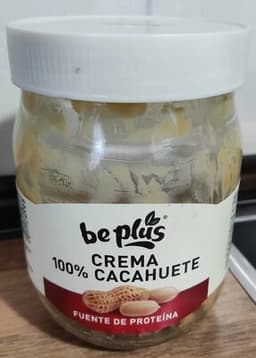 be plus®
CREMA
100% CACAHUETE
FUENTE DE PROTEÍNA